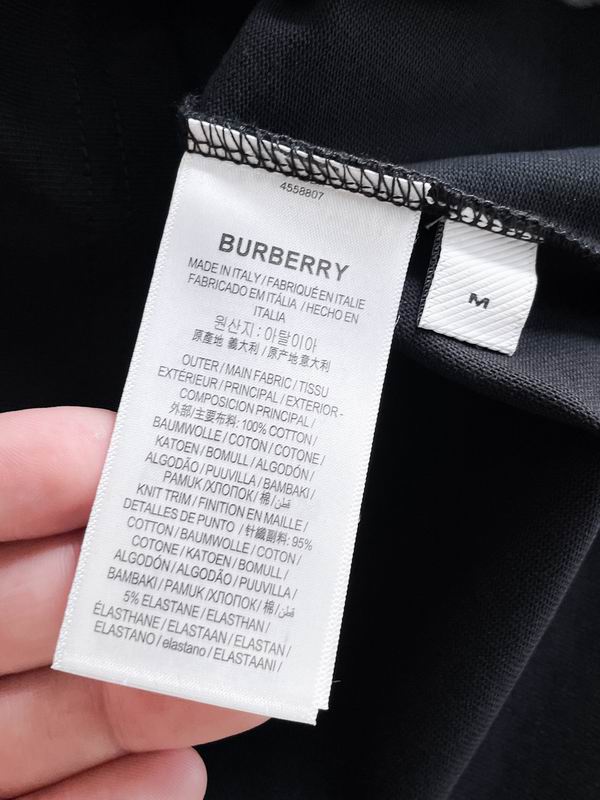 4558807
BURBERRY
MADE IN ITALY / FABRIQUÉ EN ITALIE
FABRICADO EM ITÁLIA / HECHO EN
ITALIA
원산지 : 아탈이아
原產地 義大利 / 原产地意大利
OUTER / MAIN FABRIC / TISSU
EXTÉRIEUR / PRINCIPAL / EXTERIOR-
COMPOSICION PRINCIPAL /
外部/主要布料: 100% COTTON /
BAUMWOLLE / COTON / COTONE /
KATOEN / BOMULL / ALGODÓN /
ALGODÃO / PUUVILLA / BAMBAKI /
PAMUK / ХЛОПОК / 棉 / قطن /
KNIT TRIM / FINITION EN MAILLE /
DETALLES DE PUNTO / 針織副料: 95%
COTTON / BAUMWOLLE / COTON /
COTONE / KATOEN / BOMULL /
ALGODÓN / ALGODÃO / PUUVILLA /
BAMBAKI / PAMUK / ХЛОПОК / 棉 / قطن /
5% ELASTANE / ELASTHAN /
ÉLASTHANE / ELASTAAN / ELASTAN /
ELASTANO / elastano / ELASTAANI /
M